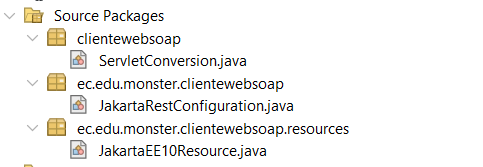 Source Packages
clientewebsoap
ServletConversion.java
ec.edu.monster.clientewebsoap
JakartaRestConfiguration.java
ec.edu.monster.clientewebsoap.resources
JakartaEE10Resource.java